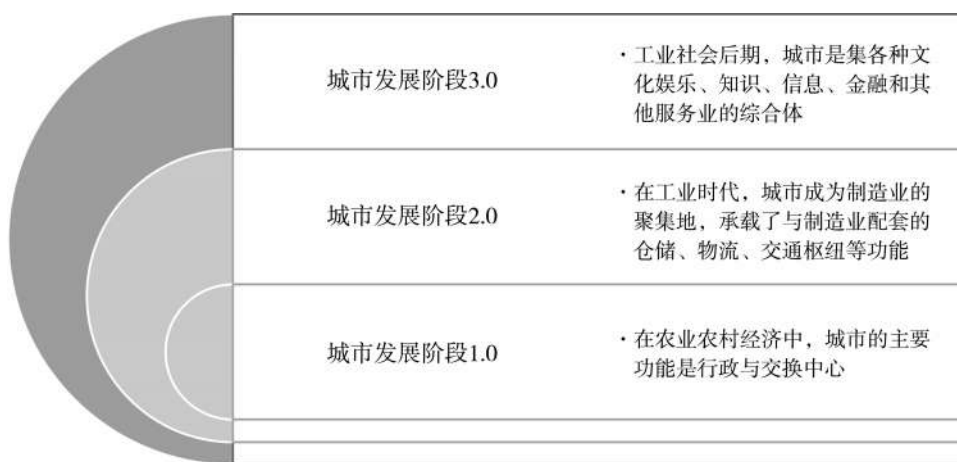 城市发展阶段3.0
·工业社会后期，城市是集各种文
化娱乐、知识、信息、金融和其
他服务业的综合体
城市发展阶段2.0
·在工业时代，城市成为制造业的
聚集地，承载了与制造业配套的
仓储、物流、交通枢纽等功能
城市发展阶段1.0
·在农业农村经济中，城市的主要
功能是行政与交换中心